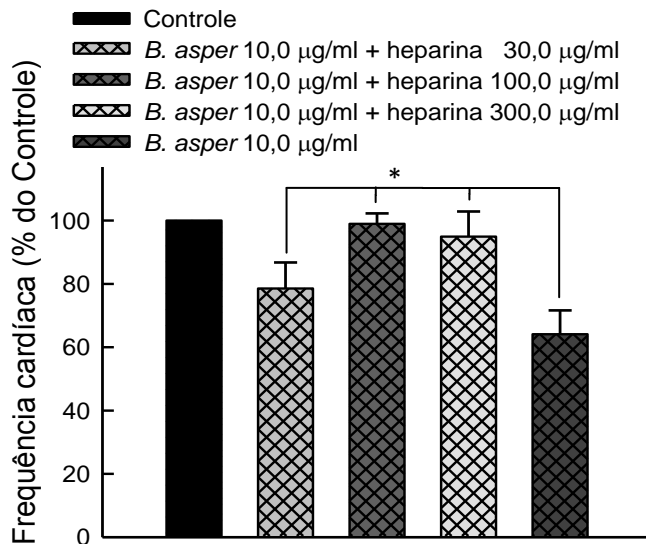 Controle
B. asper 10,0 μg/ml + heparina 30,0 μg/ml
B. asper 10,0 μg/ml + heparina 100,0 μg/ml
B. asper 10,0 μg/ml + heparina 300,0 μg/ml
B. asper 10,0 μg/ml
Frequência cardíaca (% do Controle)
*
100
80
60
40
20
0